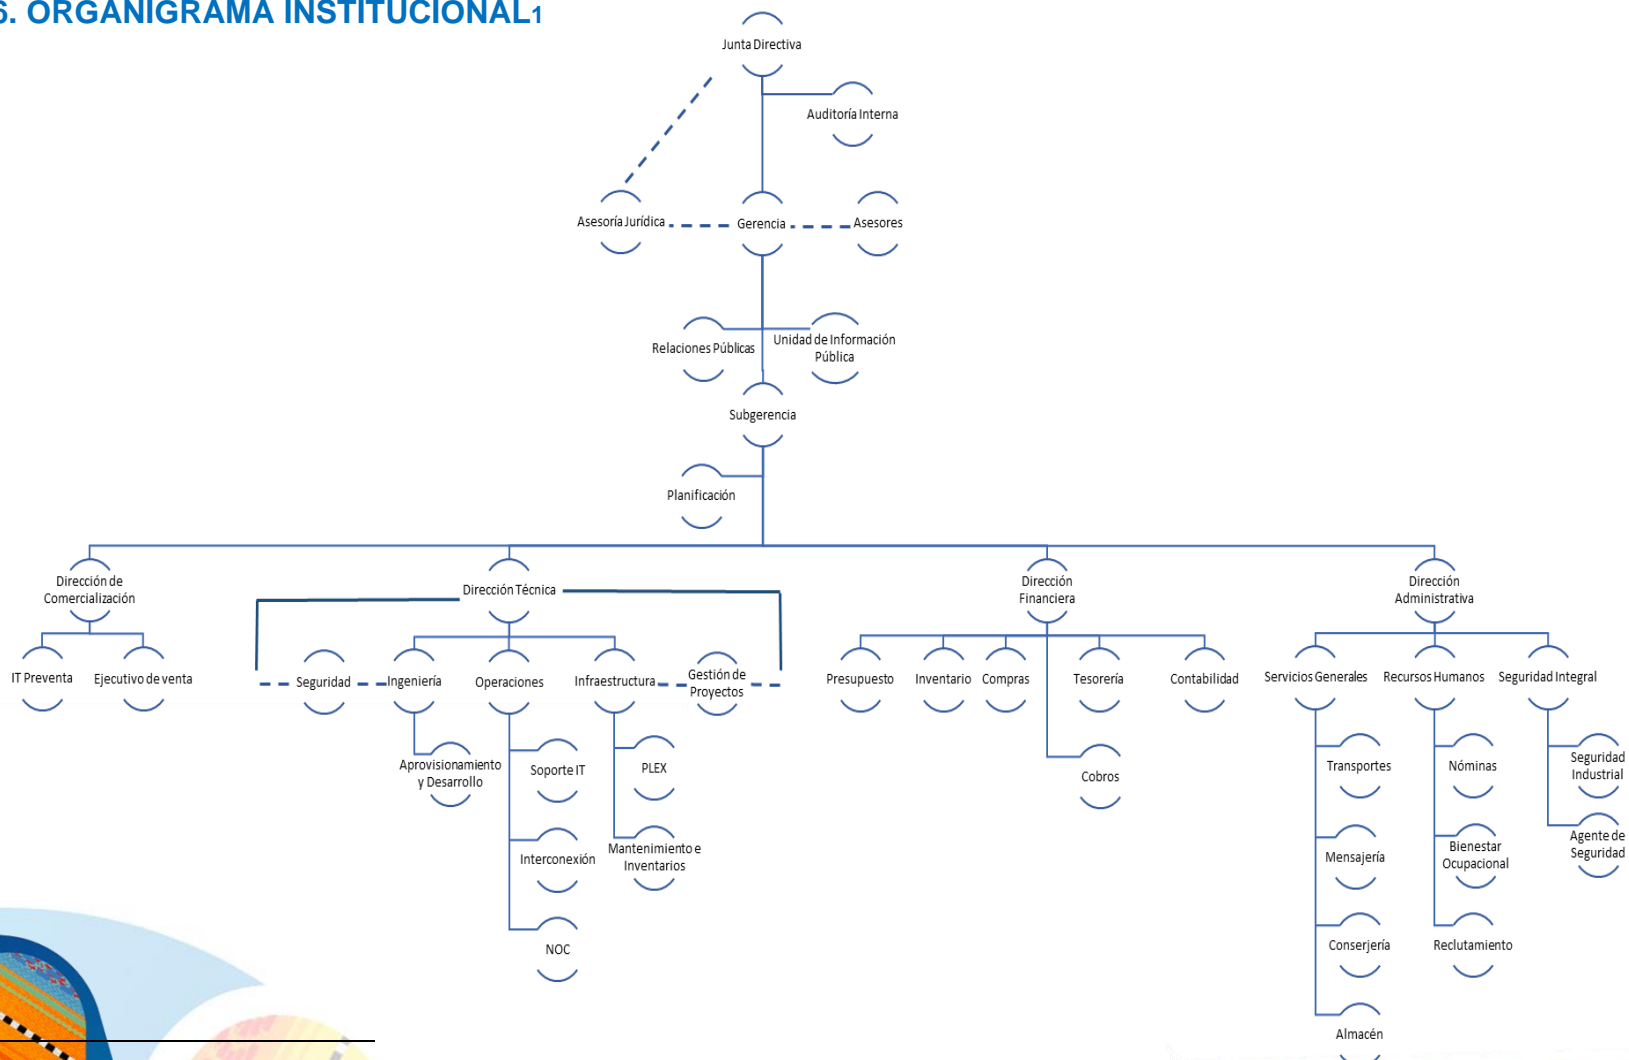 6. ORGANIGRAMA INSTITUCIONAL1
Junta Directiva
Auditoría Interna
Asesoría Jurídica
Gerencia
Asesores
Relaciones Públicas
Unidad de Información
Pública
Subgerencia
Planificación
Dirección de
Comercialización
Dirección Técnica
Dirección
Financiera
Dirección
Administrativa
IT Preventa
Ejecutivo de venta
Seguridad
Ingeniería
Operaciones
Infraestructura
Gestión de
Proyectos
Presupuesto
Inventario
Compras
Tesorería
Contabilidad
Servicios Generales
Recursos Humanos
Seguridad Integral
Aprovisionamiento
y Desarrollo
Soporte IT
PLEX
Cobros
Transportes
Nóminas
Seguridad
Industrial
Interconexión
Mantenimiento e
Inventarios
Mensajería
Bienestar
Ocupacional
Agente de
Seguridad
NOC
Conserjería
Reclutamiento
Almacén